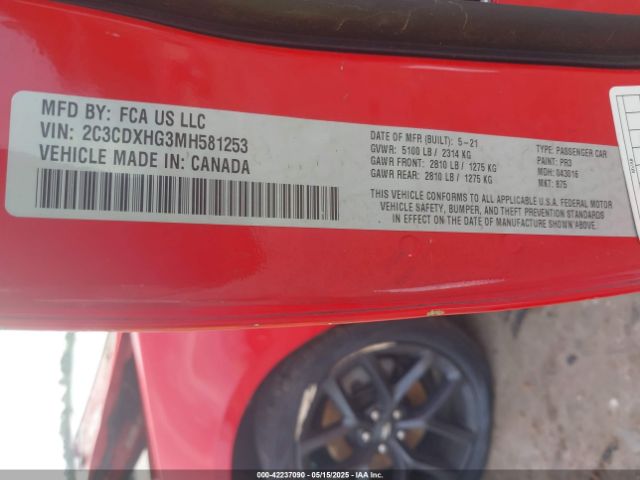 MFD BY: FCA US LLC
VIN: 2C3CDXHG3MH581253
VEHICLE MADE IN: CANADA
DATE OF MFR (BUILT): 5-21
GVWR: 5100 LB / 2314 KG
GAWR FRONT: 2810 LB / 1275 KG
GAWR REAR: 2810 LB / 1275 KG
TYPE: PASSENGER CAR
PAINT: PR3
MDH: 043016
MKT: 875
THIS VEHICLE CONFORMS TO ALL APPLICABLE U.S.A. FEDERAL MOTOR
VEHICLE SAFETY, BUMPER, AND THEFT PREVENTION STANDARDS
IN EFFECT ON THE DATE OF MANUFACTURE SHOWN ABOVE.
000-42237090 - 05/15/2025 - IAAI.COM